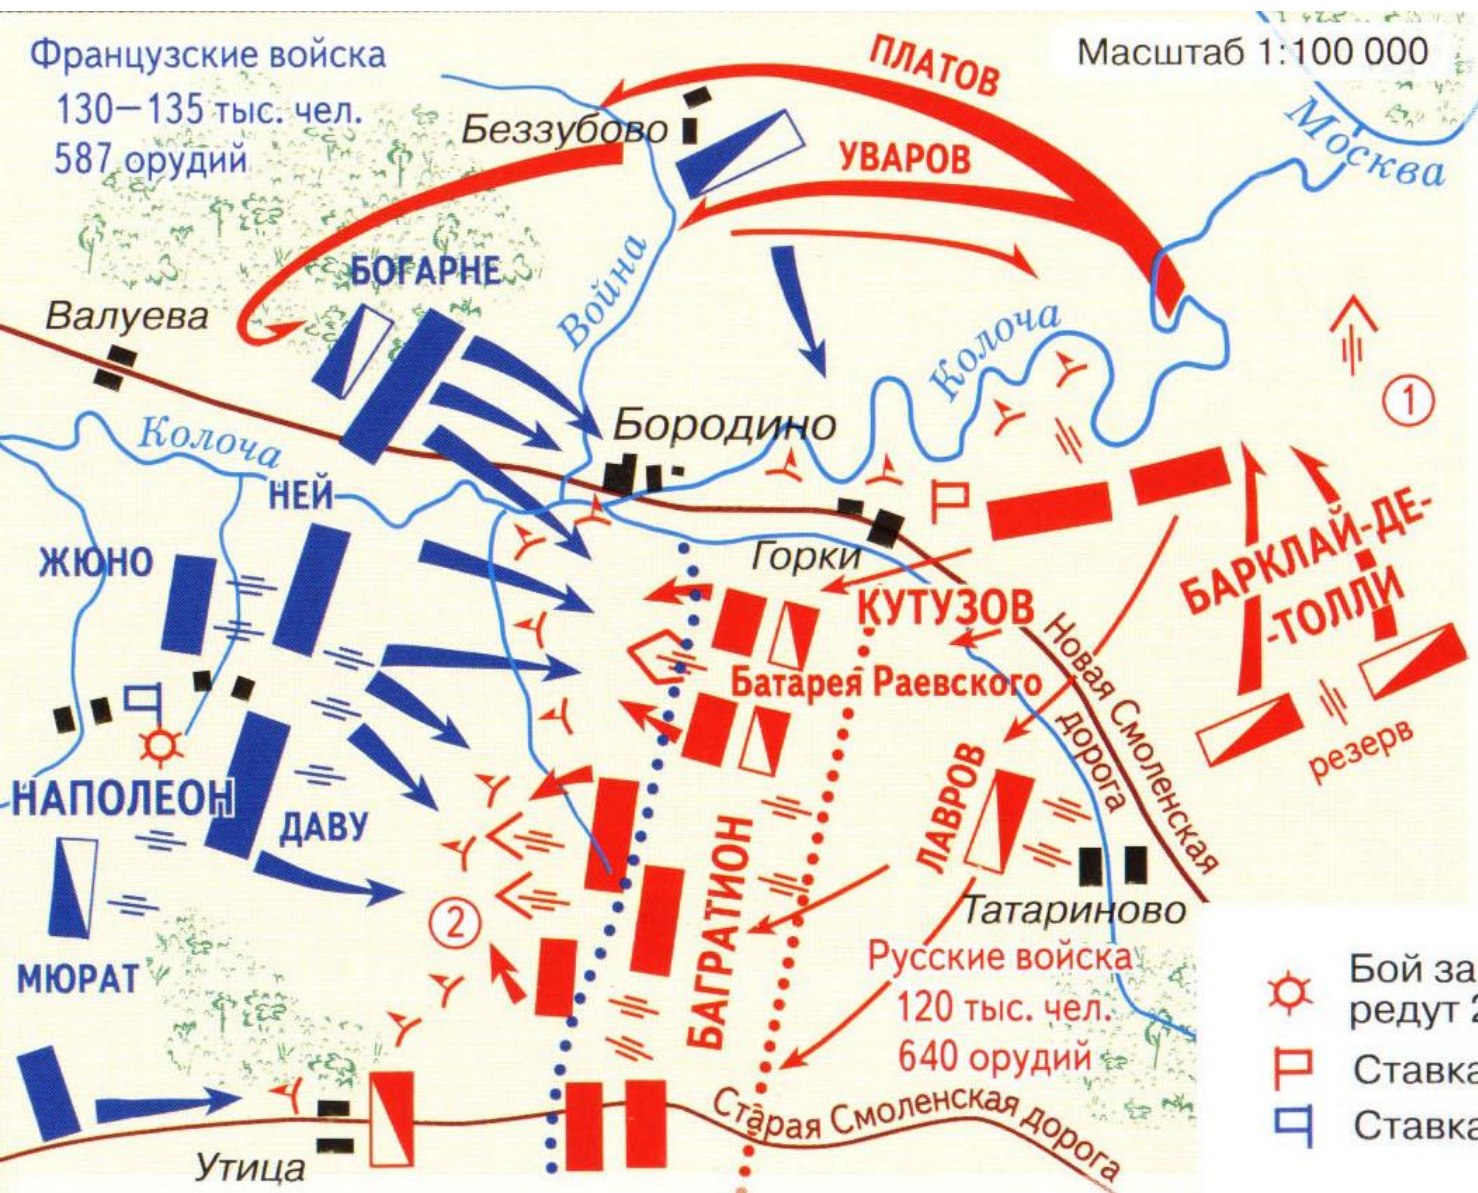 Французские войска
130—135 тыс. чел.
587 орудий
Масштаб 1:100 000
ПЛАТОВ
Москва
Беззубово
УВАРОВ
БОГАРНЕ
Война
Валуева
Колоча
1
Бородино
Колоча
НЕЙ
БАРКЛАЙ-ДЕ-
-ТОЛЛИ
ЖЮНО
Горки
КУТУЗОВ
Новая Смоленская
дорога
Батарея Раевского
резерв
НАПОЛЕОН
ДАВУ
ЛАВРОВ
БАГРАТИОН
2
Татариново
МЮРАТ
Русские войска
120 тыс. чел.
640 орудий
Бой за
редут 2
Ставка
Ставка
Старая Смоленская дорога
Утица